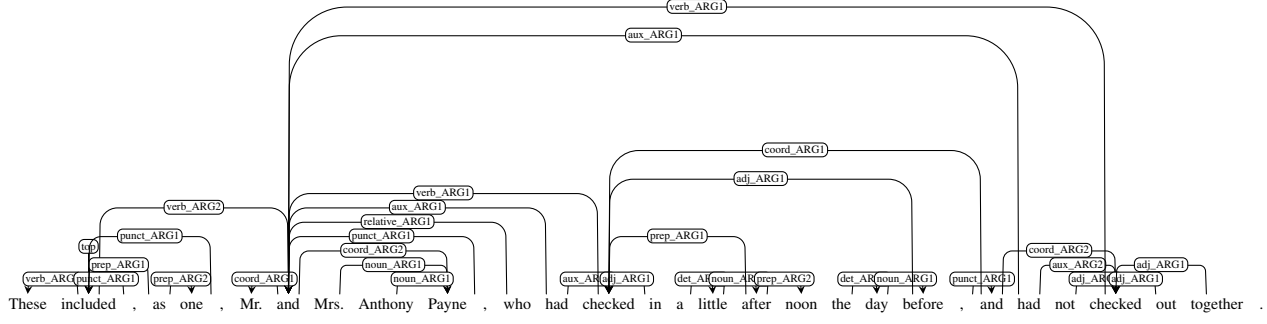 verb_ARG1
aux_ARG1
coord_ARG1
adj_ARG1
verb_ARG1
verb_ARG2 aux_ARG1
relative_ARG1
punct_ARG1 punct_ARG1 prep_ARG1
top coord_ARG2 coord_ARG2
prep_ARG1 noun_ARG1 aux_ARG2 adj_ARG1
punct_ARG1 prep_ARG2 coord_ARG1 noun_ARG1 adj_ARG1 prep_ARG2 noun_ARG1 punct_ARG1 adj_ARG1
These included , as one , Mr. and Mrs. Anthony Payne , who had checked in a little after noon the day before , and had not checked out together .